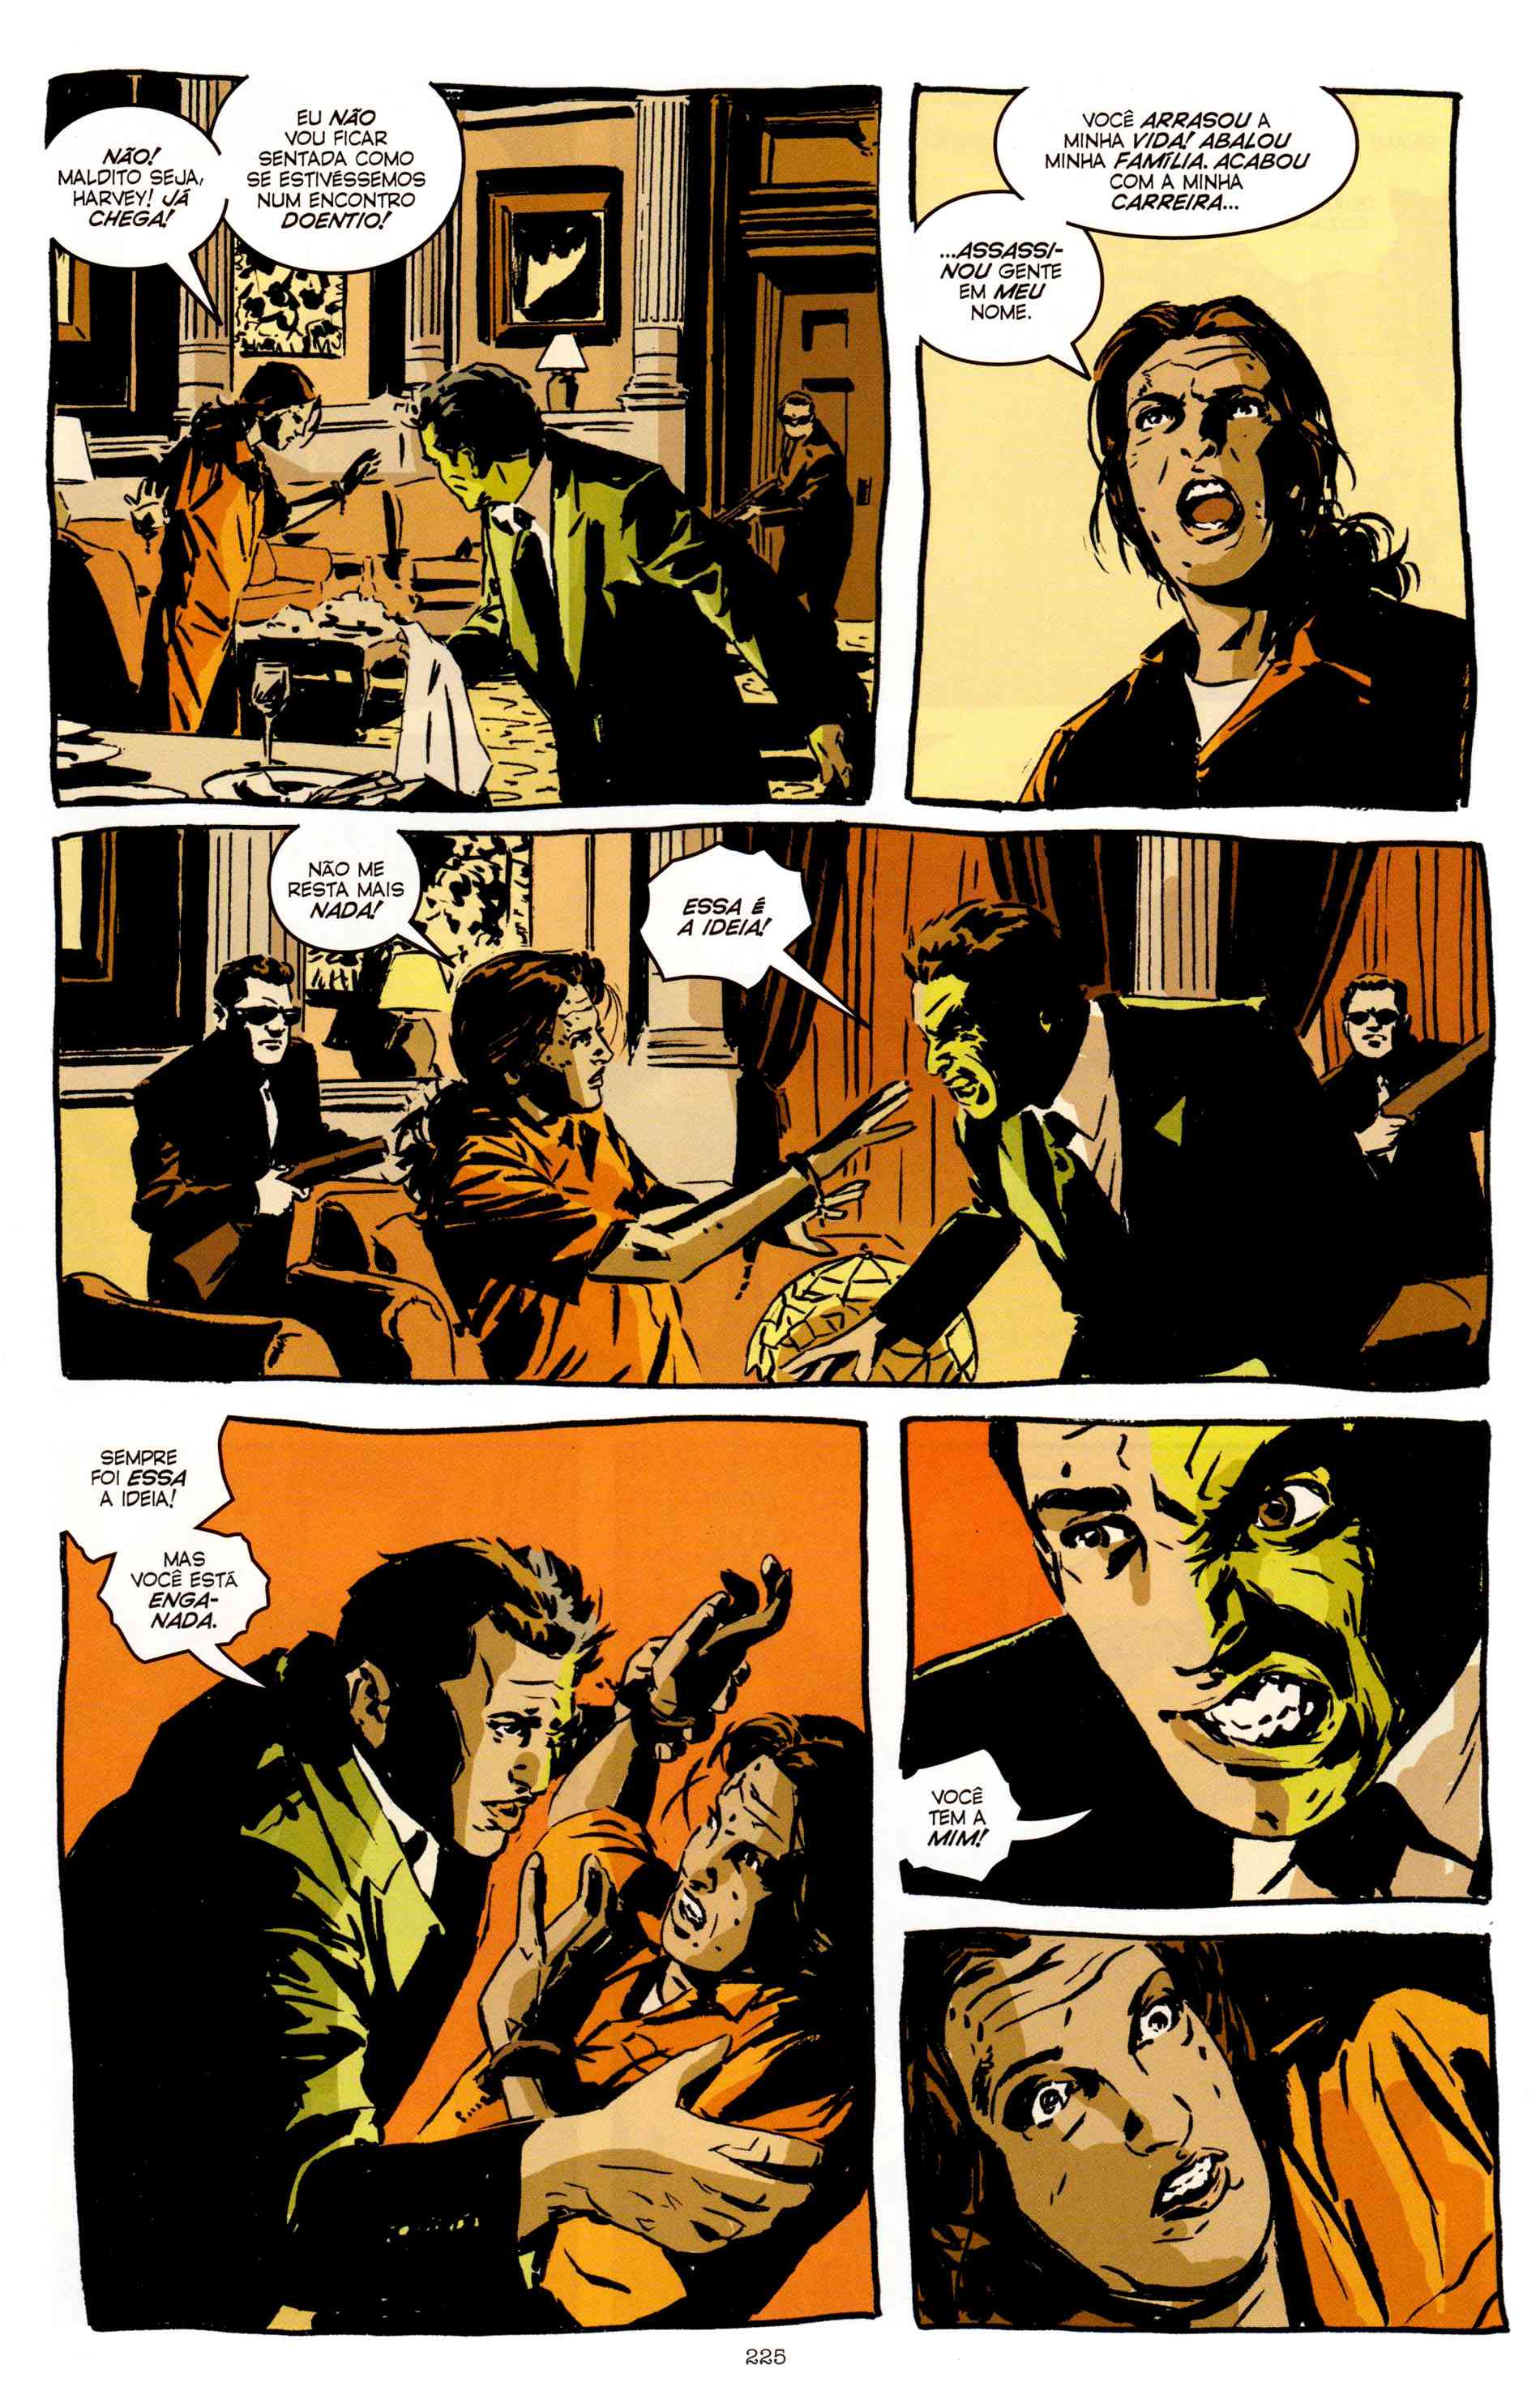 NÃO!
MALDITO SEJA,
HARVEY! JÁ
CHEGA!
EU NÃO
VOU FICAR
SENTADA COMO
SE ESTIVÉSSEMOS
NUM ENCONTRO
DOENTIO!
VOCÊ ARRASOU A
MINHA VIDA! ABALOU
MINHA FAMÍLIA. ACABOU
COM A MINHA
CARREIRA...
...ASSASSI-
NOU GENTE
EM MEU
NOME.
NÃO ME
RESTA MAIS
NADA!
ESSA É
A IDEIA!
SEMPRE
FOI ESSA
A IDEIA!
MAS
VOCÊ ESTÁ
ENGA-
NADA.
VOCÊ
TEM A
MIM!
225